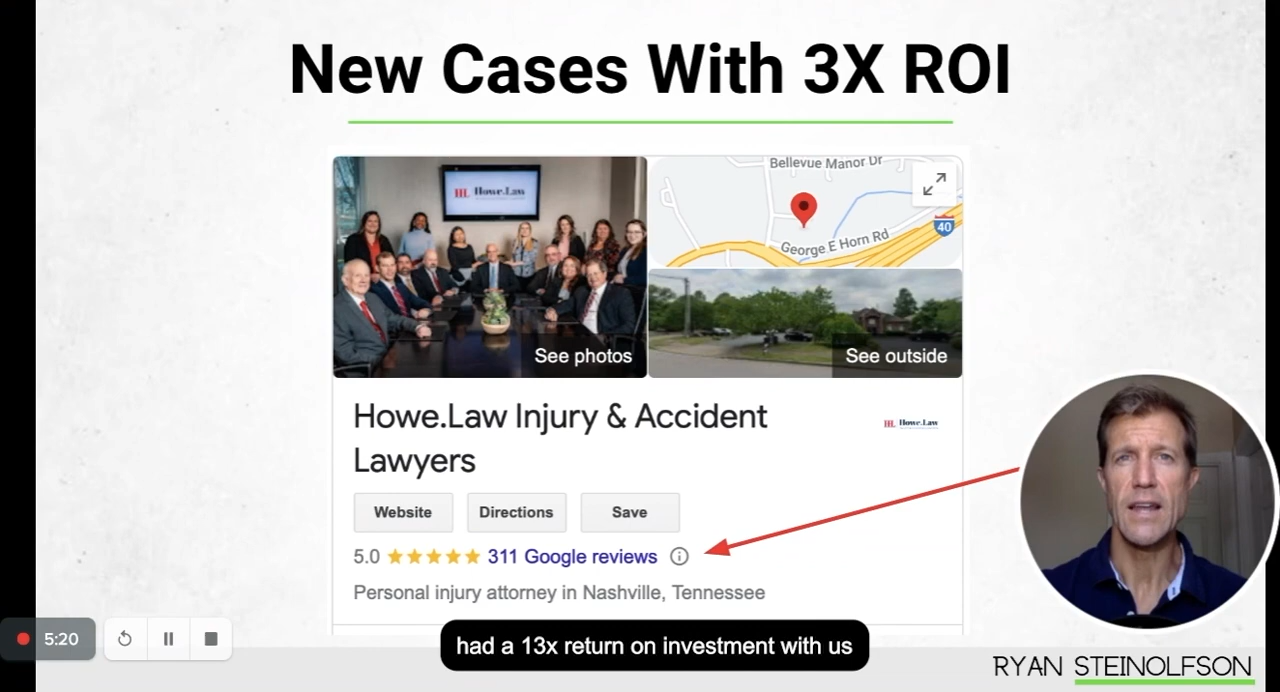 New Cases With 3X ROI
HL Howe.Law
Bellevue Manor Dr
40
George E Horn Rd
See photos
See outside
Howe.Law Injury & Accident
Lawyers
HL Howe.Law
Website
Directions
Save
5.0 311 Google reviews
Personal injury attorney in Nashville, Tennessee
5:20
had a 13x return on investment with us
RYAN STEINOLFSON